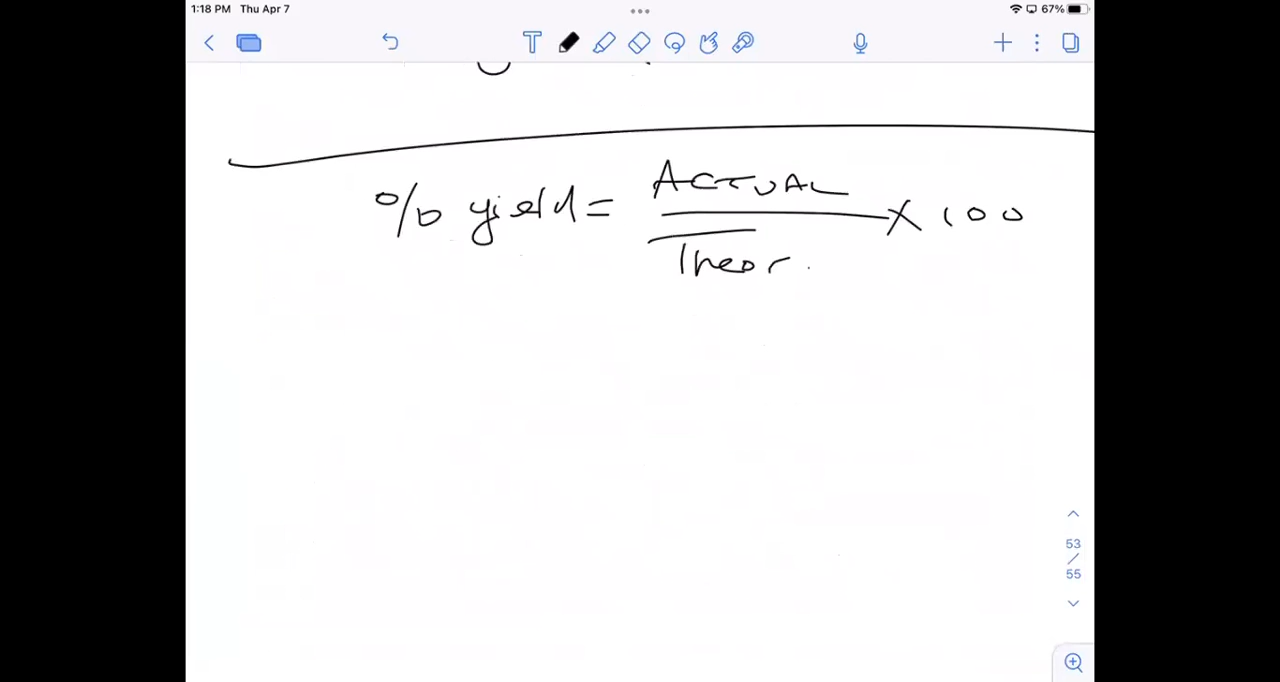 1:18 PM Thu Apr 7
67%
% yield = ACTUAL × 100
Theor.
53
/
55